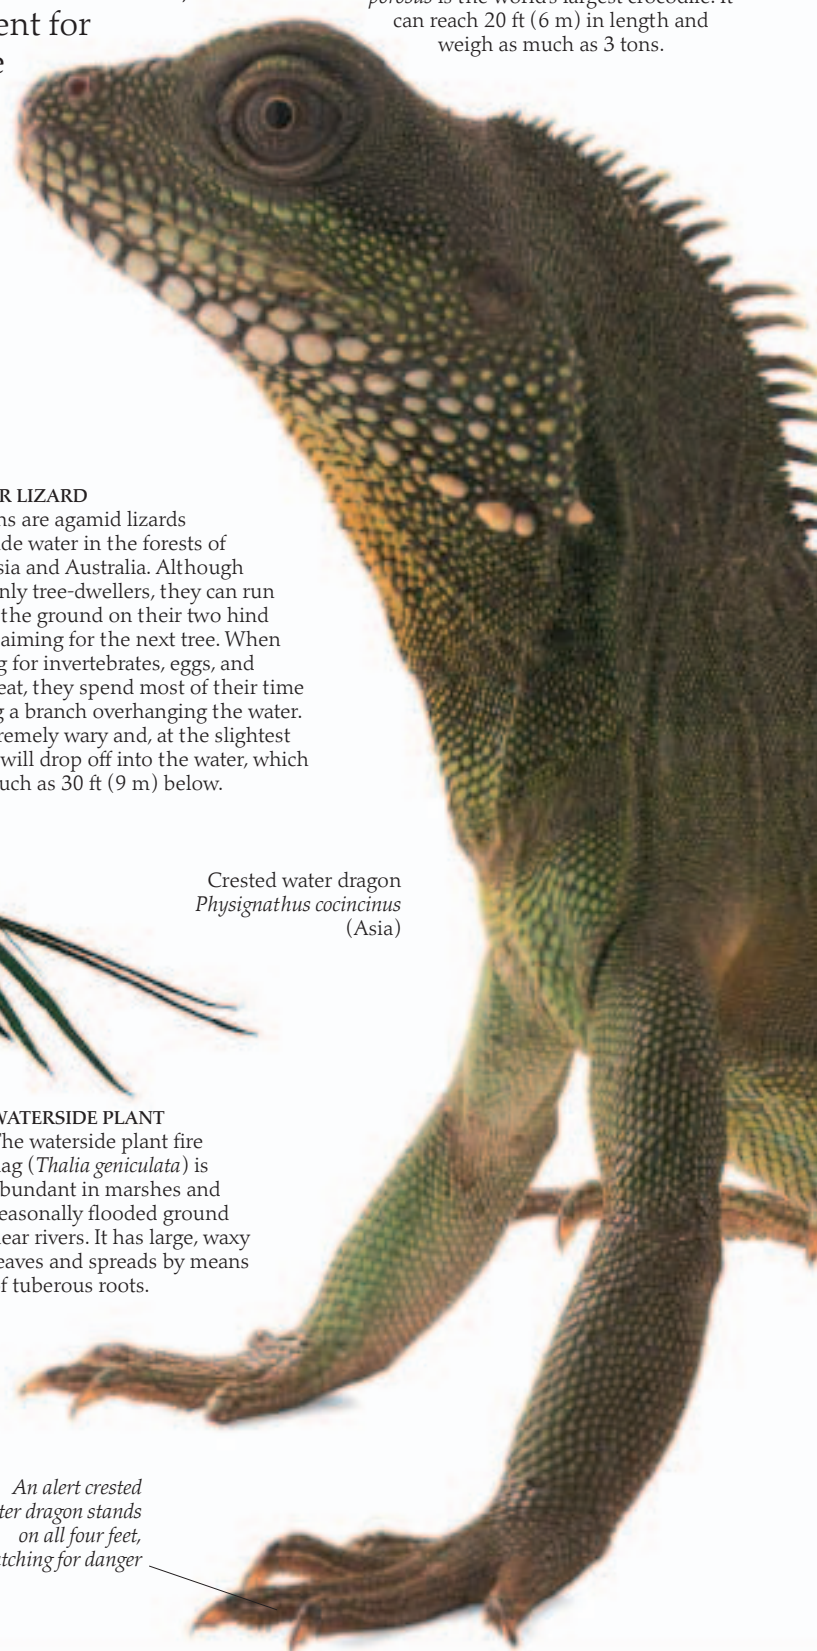 ent for
e
porosus is the world's largest crocodile. It
can reach 20 ft (6 m) in length and
weigh as much as 3 tons.
R LIZARD
ns are agamid lizards
de water in the forests of
sia and Australia. Although
nly tree-dwellers, they can run
the ground on their two hind
aiming for the next tree. When
g for invertebrates, eggs, and
eat, they spend most of their time
g a branch overhanging the water.
remely wary and, at the slightest
will drop off into the water, which
uch as 30 ft (9 m) below.
Crested water dragon
Physignathus cocincinus
(Asia)
WATERSIDE PLANT
The waterside plant fire
lag (Thalia geniculata) is
bundant in marshes and
easonally flooded ground
near rivers. It has large, waxy
eaves and spreads by means
f tuberous roots.
An alert crested
ter dragon stands
on all four feet,
tching for danger